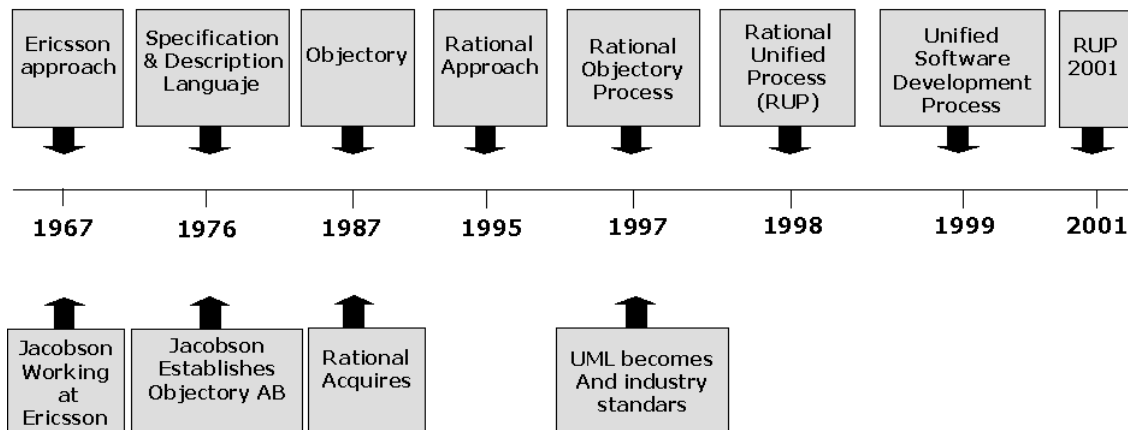 Ericsson
approach
Specification
& Description
Languaje
Objectory
Rational
Approach
Rational
Objectory
Process
Rational
Unified
Process
(RUP)
Unified
Software
Development
Process
RUP
2001
1967
1976
1987
1995
1997
1998
1999
2001
Jacobson
Working
at
Ericsson
Jacobson
Establishes
Objectory AB
Rational
Acquires
UML becomes
And industry
standars